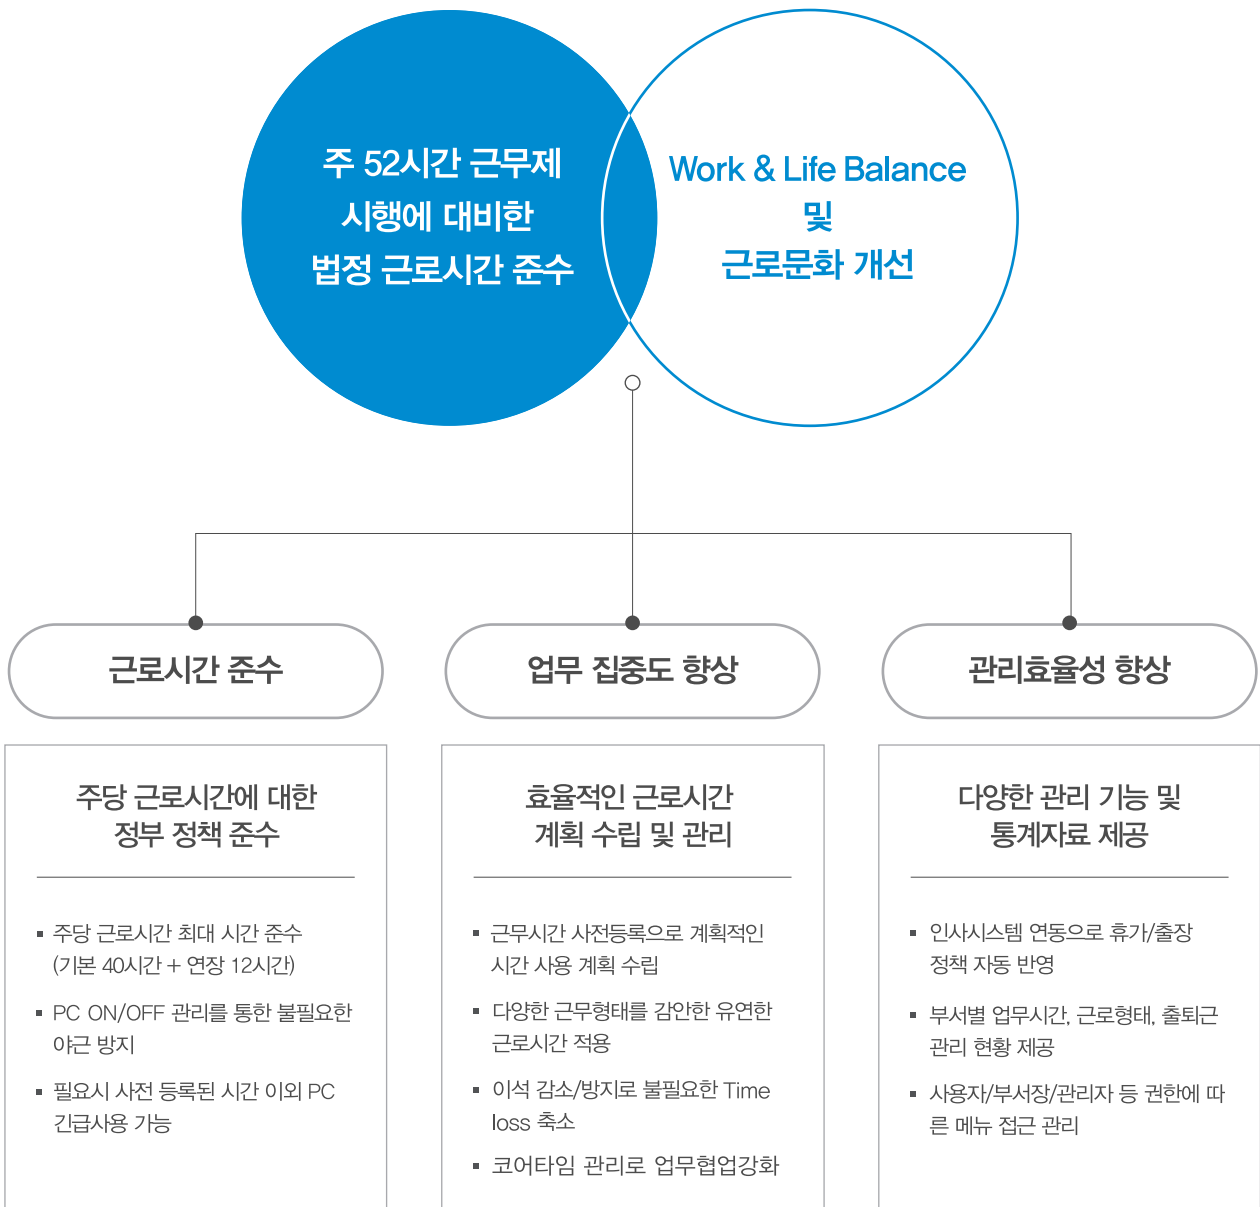 주 52시간 근무제
시행에 대비한
법정 근로시간 준수
Work & Life Balance
및
근로문화 개선
근로시간 준수
업무 집중도 향상
관리효율성 향상
주당 근로시간에 대한
정부 정책 준수
▪ 주당 근로시간 최대 시간 준수
(기본 40시간 + 연장 12시간)
▪ PC ON/OFF 관리를 통한 불필요한
야근 방지
▪ 필요시 사전 등록된 시간 이외 PC
긴급사용 가능
효율적인 근로시간
계획 수립 및 관리
▪ 근무시간 사전등록으로 계획적인
시간 사용 계획 수립
▪ 다양한 근무형태를 감안한 유연한
근로시간 적용
▪ 이석 감소/방지로 불필요한 Time
loss 축소
▪ 코어타임 관리로 업무협업강화
다양한 관리 기능 및
통계자료 제공
▪ 인사시스템 연동으로 휴가/출장
정책 자동 반영
▪ 부서별 업무시간, 근로형태, 출퇴근
관리 현황 제공
▪ 사용자/부서장/관리자 등 권한에 따
른 메뉴 접근 관리